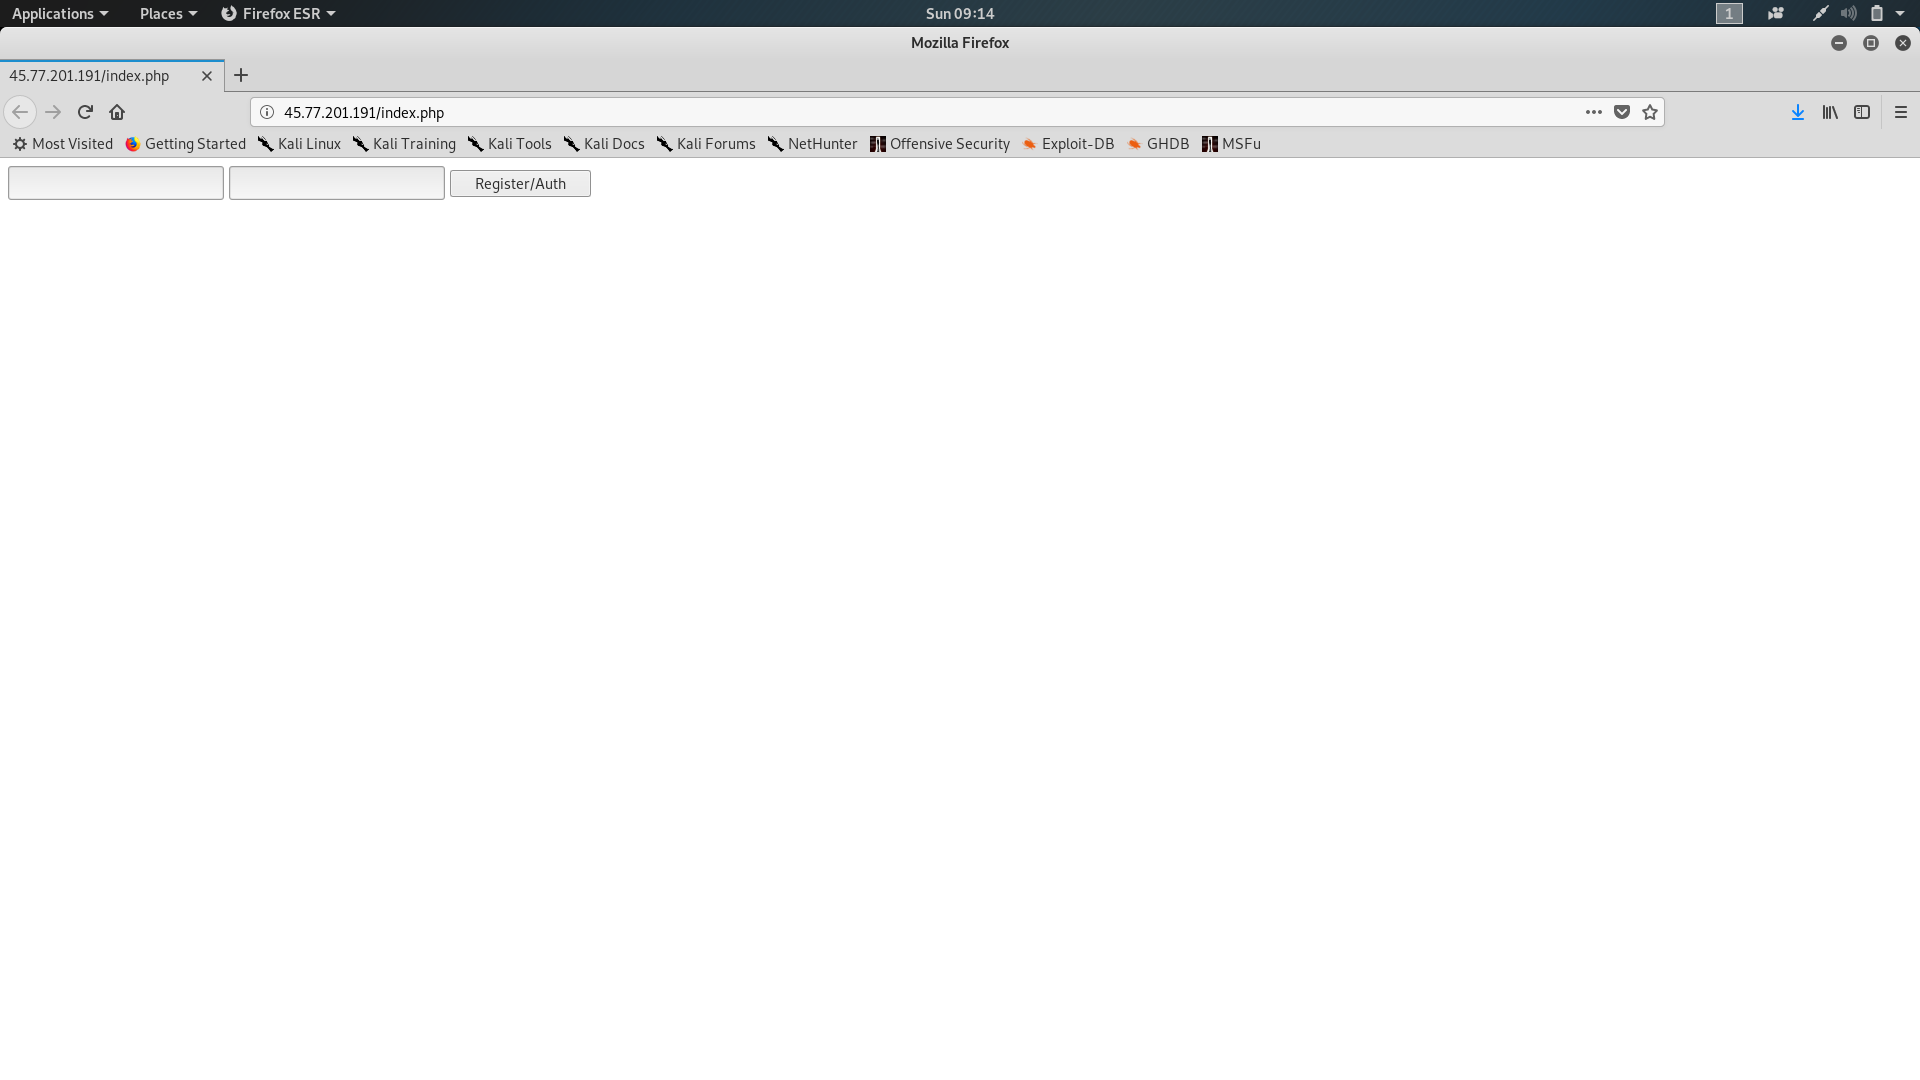 Applications Places Firefox ESR Sun 09:14 1
Mozilla Firefox
45.77.201.191/index.php
45.77.201.191/index.php
Most Visited Getting Started Kali Linux Kali Training Kali Tools Kali Docs Kali Forums NetHunter Offensive Security Exploit-DB GHDB MSFu
Register/Auth